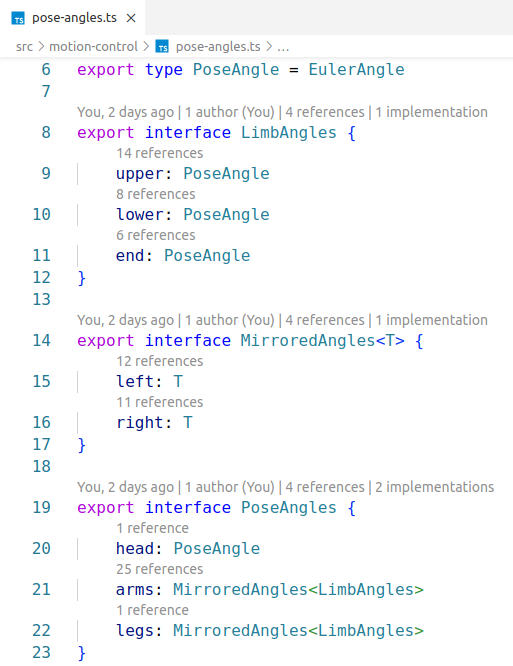 TS pose-angles.ts ×
src > motion-control > TS pose-angles.ts > ...
6 export type PoseAngle = EulerAngle
7
You, 2 days ago | 1 author (You) | 4 references | 1 implementation
8 export interface LimbAngles {
14 references
9 upper: PoseAngle
8 references
10 lower: PoseAngle
6 references
11 end: PoseAngle
12 }
13
You, 2 days ago | 1 author (You) | 4 references | 1 implementation
14 export interface MirroredAngles<T> {
12 references
15 left: T
11 references
16 right: T
17 }
18
You, 2 days ago | 1 author (You) | 4 references | 2 implementations
19 export interface PoseAngles {
1 reference
20 head: PoseAngle
25 references
21 arms: MirroredAngles<LimbAngles>
1 reference
22 legs: MirroredAngles<LimbAngles>
23 }